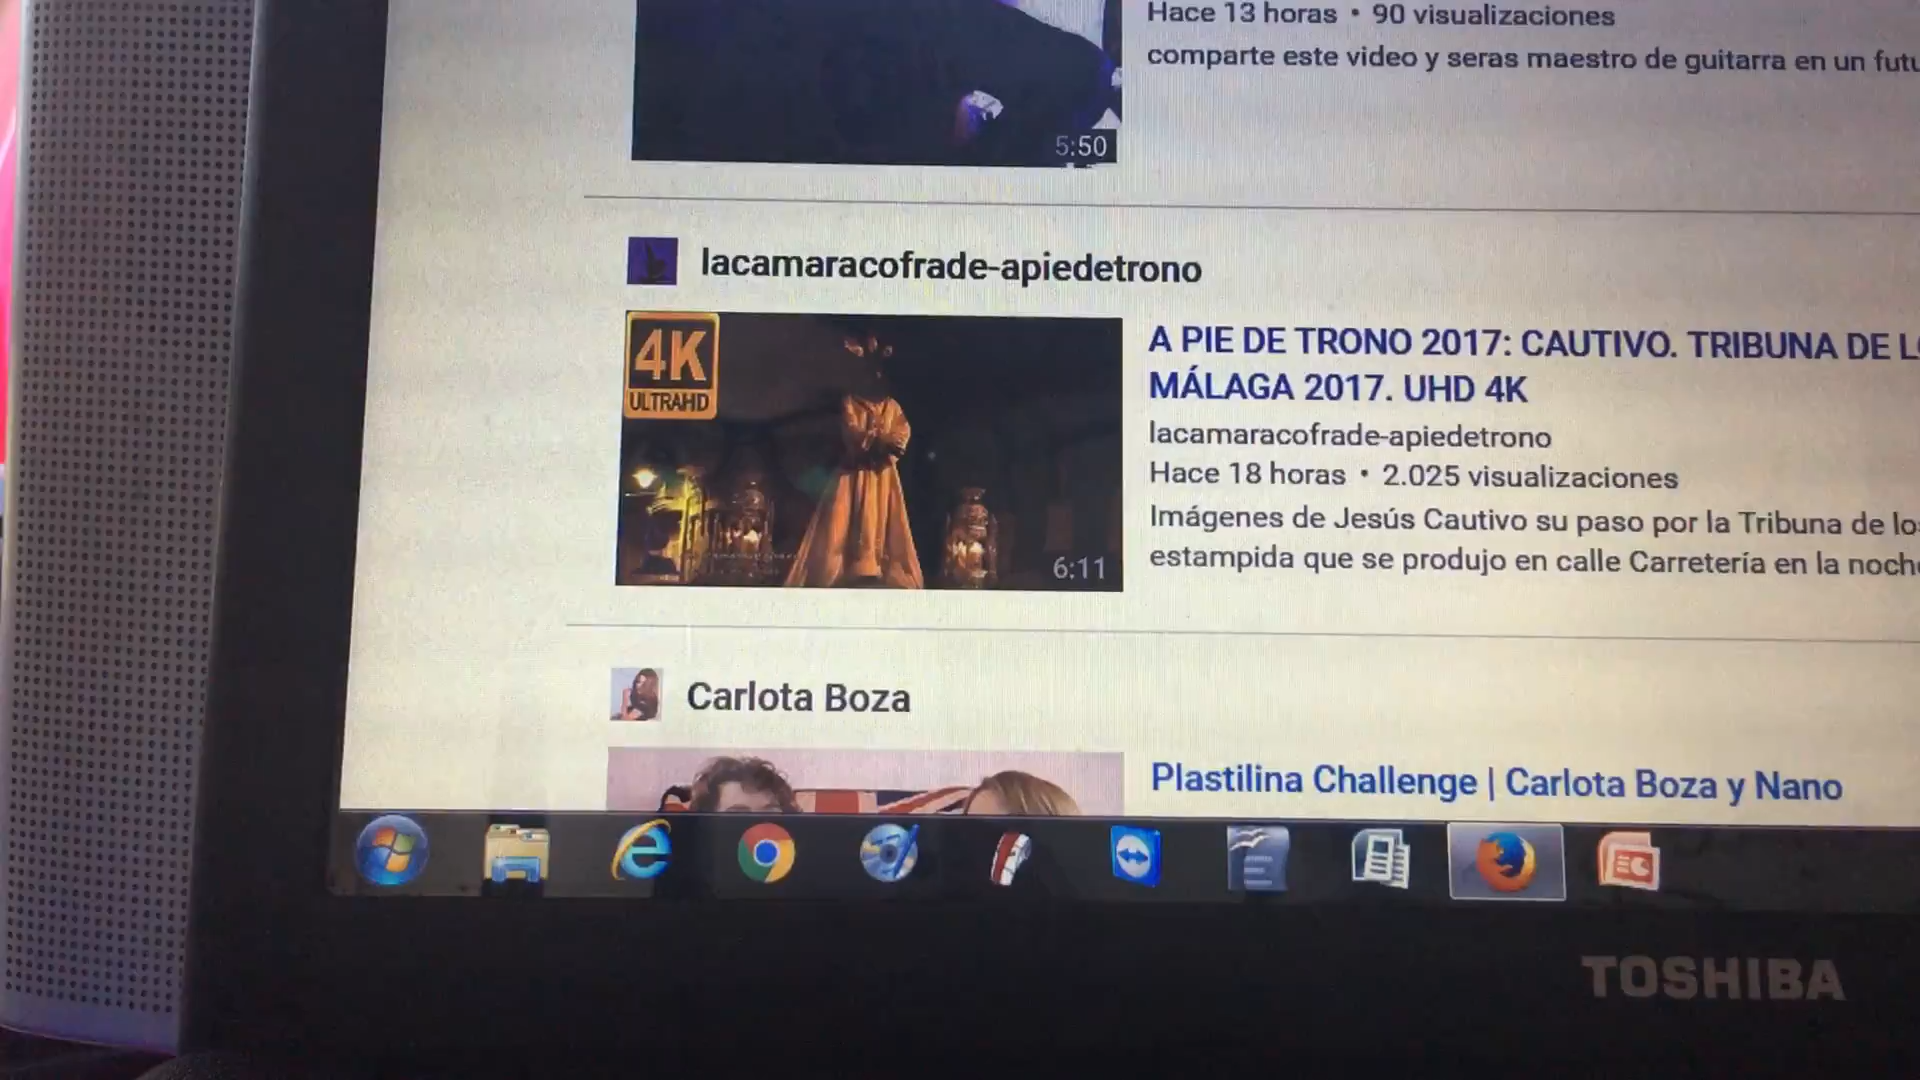 Hace 13 horas • 90 visualizaciones
comparte este video y seras maestro de guitarra en un
5:50
lacamaracofrade-apiedetrono
4K
ULTRAHD
A PIE DE TRONO 2017: CAUTIVO. TRIBUNA DE
MÁLAGA 2017. UHD 4K
lacamaracofrade-apiedetrono
Hace 18 horas • 2.025 visualizaciones
Imágenes de Jesús Cautivo su paso por la Tribuna de
estampida que se produjo en calle Carretería en la
6:11
Carlota Boza
Plastilina Challenge | Carlota Boza y Nano
TOSHIBA